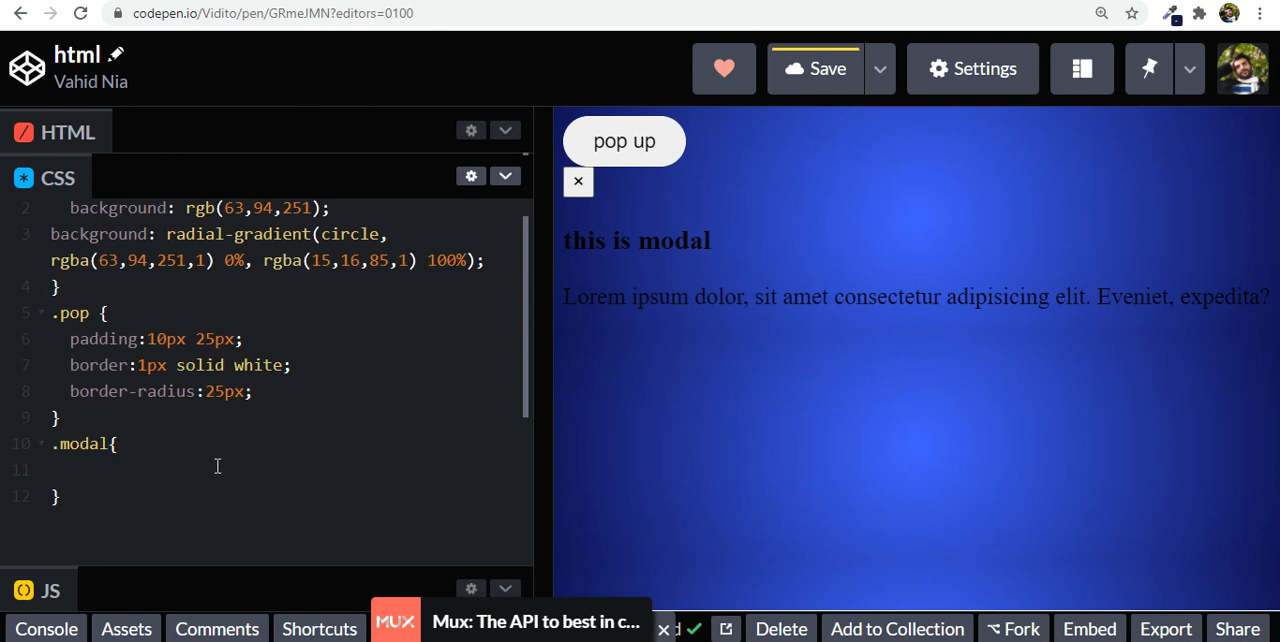 codepen.io/Vidito/pen/GRmeJMN?editors=0100
html
Vahid Nia
Save
Settings
HTML
CSS
2 background: rgb(63,94,251);
3 background: radial-gradient(circle,
rgba(63,94,251,1) 0%, rgba(15,16,85,1) 100%);
4 }
5 .pop {
6 padding:10px 25px;
7 border:1px solid white;
8 border-radius:25px;
9 }
10 .modal{
11
12 }
JS
pop up
×
this is modal
Lorem ipsum dolor, sit amet consectetur adipisicing elit. Eveniet, expedita?
Console Assets Comments Shortcuts MUX Mux: The API to best in c... × d Delete Add to Collection Fork Embed Export Share